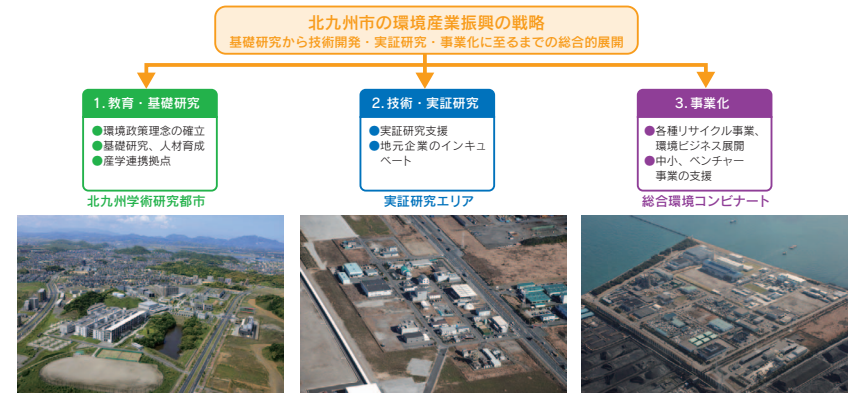 北九州市の環境産業振興の戦略
基礎研究から技術開発・実証研究・事業化に至るまでの総合的展開
1.教育・基礎研究
●環境政策理念の確立
●基礎研究、人材育成
●産学連携拠点
北九州学術研究都市
2.技術・実証研究
●実証研究支援
●地元企業のインキュ
ベート
実証研究エリア
3.事業化
●各種リサイクル事業、
環境ビジネス展開
●中小、ベンチャー
事業の支援
総合環境コンビナート